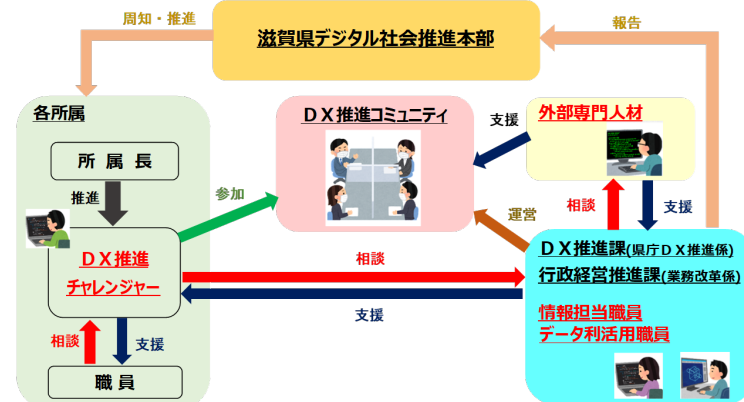 周知・推進
滋賀県デジタル社会推進本部
報告
各所属
所属長
推進
DX推進
チャレンジャー
相談
支援
職員
参加
DX推進コミュニティ
支援
外部専門人材
相談
支援
運営
相談
支援
DX推進課(県庁DX推進係)
行政経営推進課(業務改革係)
情報担当職員
データ利活用職員